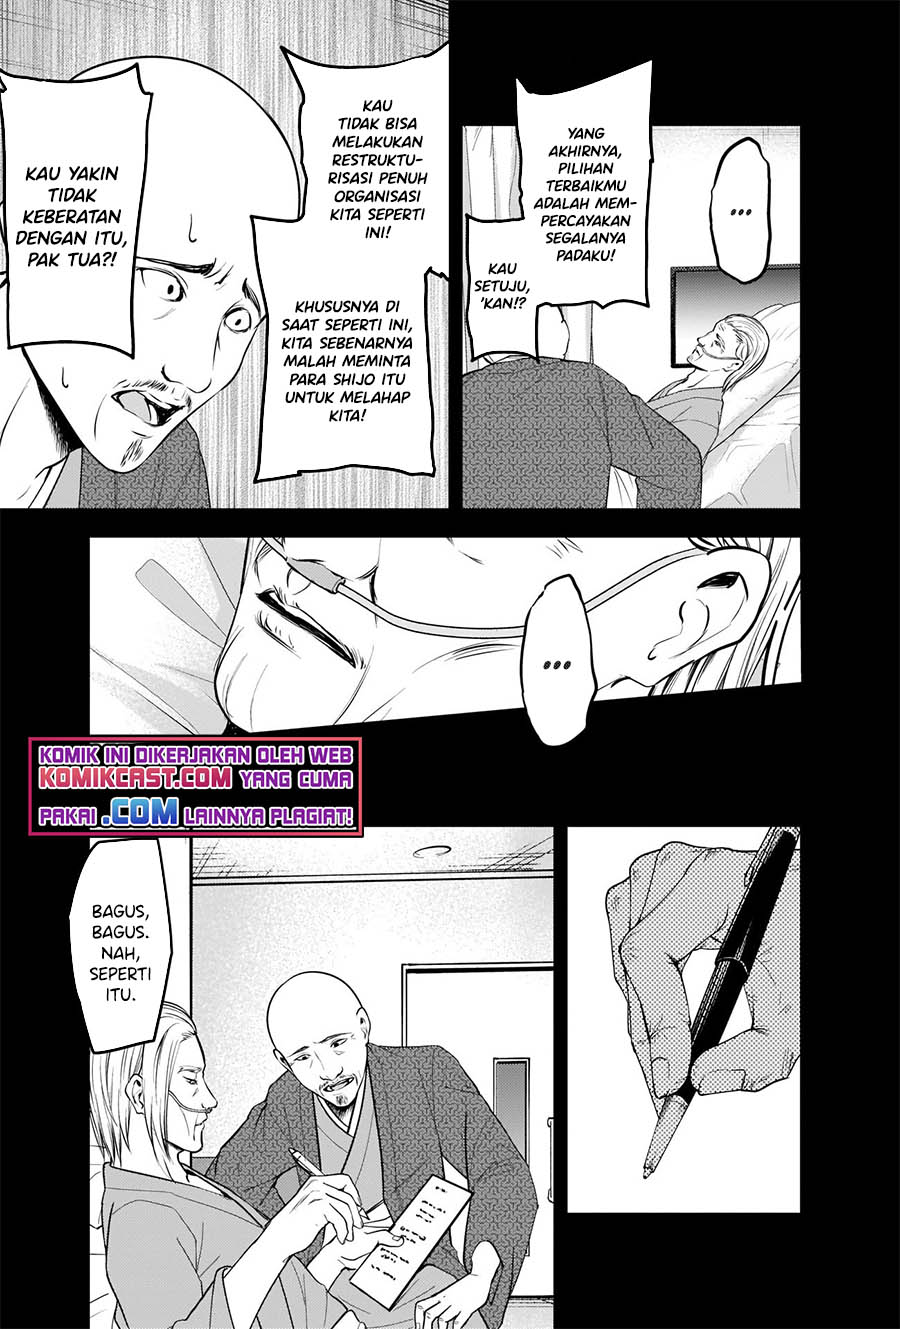 ...
YANG
AKHIRNYA,
PILIHAN
TERBAIKMU
ADALAH MEM-
PERCAYAKAN
SEGALANYA
PADAKU!
KAU
SETUJU,
'KAN!?
KAU
TIDAK BISA
MELAKUKAN
RESTRUKTU-
RISASI PENUH
ORGANISASI
KITA SEPERTI
INI!
KHUSUSNYA DI
SAAT SEPERTI INI,
KITA SEBENARNYA
MALAH MEMINTA
PARA SHIJO ITU
UNTUK MELAHAP
KITA!
KAU YAKIN
TIDAK
KEBERATAN
DENGAN ITU,
PAK TUA?!
...
KOMIK INI DIKERJAKAN OLEH WEB
KOMIKCAST.COM YANG CUMA
PAKAI .COM LAINNYA PLAGIAT!
BAGUS,
BAGUS.
NAH,
SEPERTI
ITU.